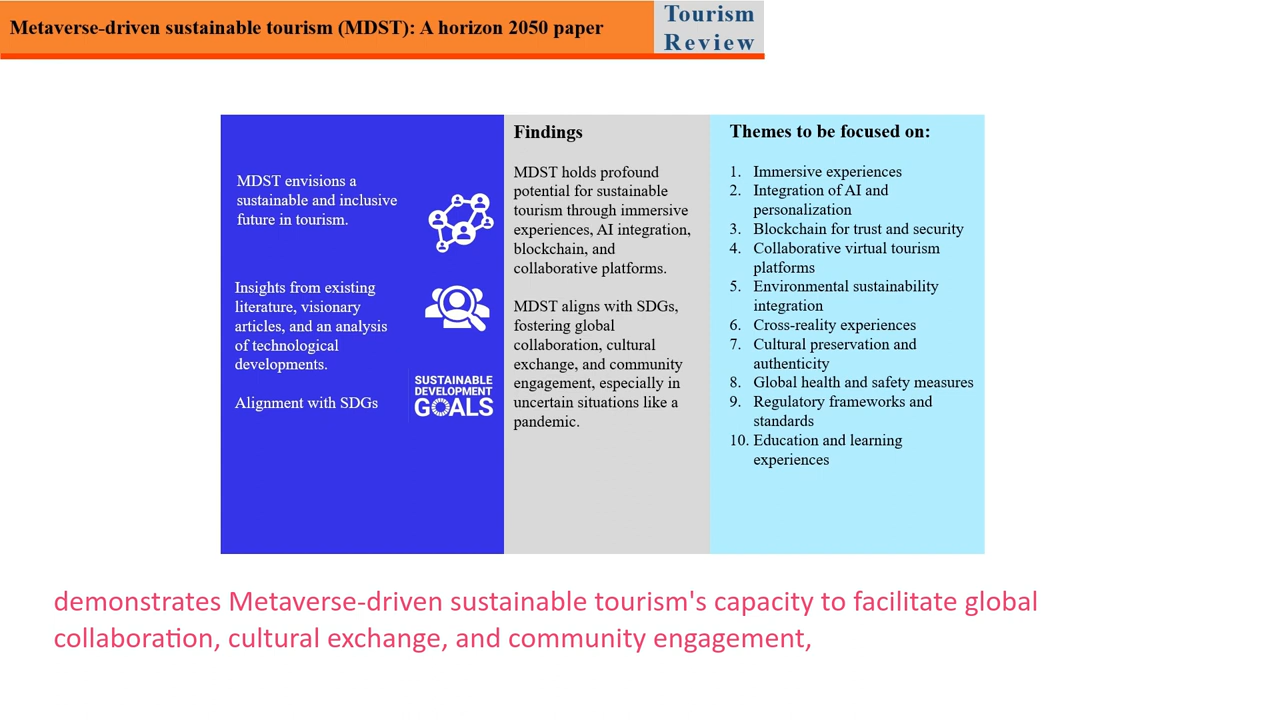 Metaverse-driven sustainable tourism (MDST): A horizon 2050 paper
Tourism
Review
MDST envisions a
sustainable and inclusive
future in tourism.
Insights from existing
literature, visionary
articles, and an analysis
of technological
developments.
Alignment with SDGs
SUSTAINABLE
DEVELOPMENT
GOALS
Findings
MDST holds profound
potential for sustainable
tourism through immersive
experiences, AI integration,
blockchain, and
collaborative platforms.
MDST aligns with SDGs,
fostering global
collaboration, cultural
exchange, and community
engagement, especially in
uncertain situations like a
pandemic.
Themes to be focused on:
1. Immersive experiences
2. Integration of AI and
personalization
3. Blockchain for trust and security
4. Collaborative virtual tourism
platforms
5. Environmental sustainability
integration
6. Cross-reality experiences
7. Cultural preservation and
authenticity
8. Global health and safety measures
9. Regulatory frameworks and
standards
10. Education and learning
experiences
demonstrates Metaverse-driven sustainable tourism's capacity to facilitate global
collaboration, cultural exchange, and community engagement,